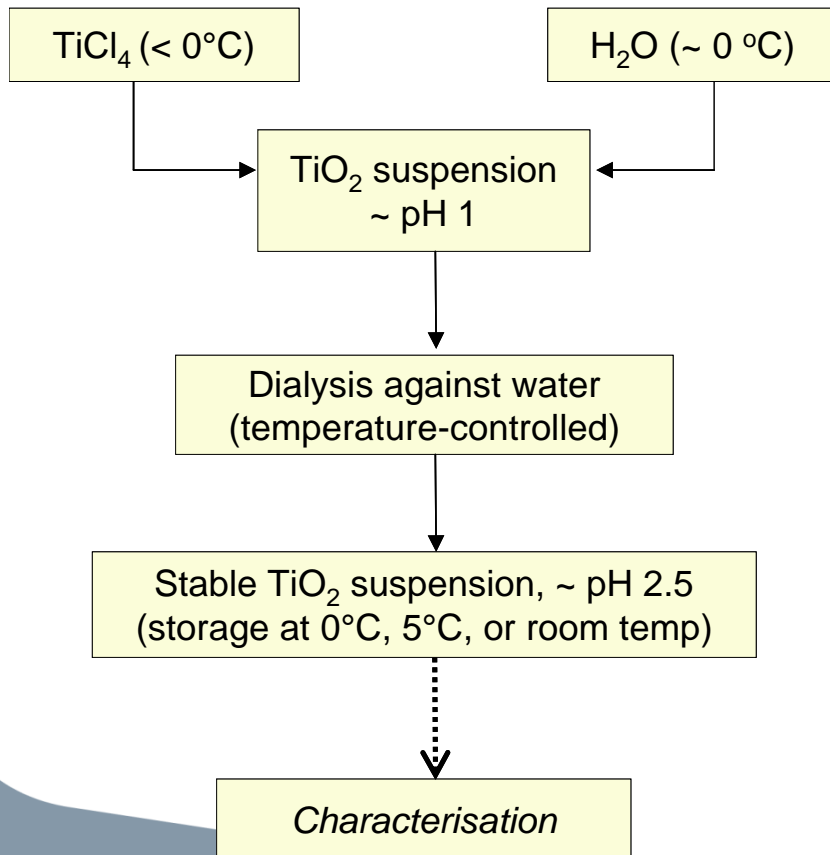 TiCl₄ (< 0°C)
H₂O (~ 0 ºC)
TiO₂ suspension
~ pH 1
Dialysis against water
(temperature-controlled)
Stable TiO₂ suspension, ~ pH 2.5
(storage at 0°C, 5°C, or room temp)
Characterisation